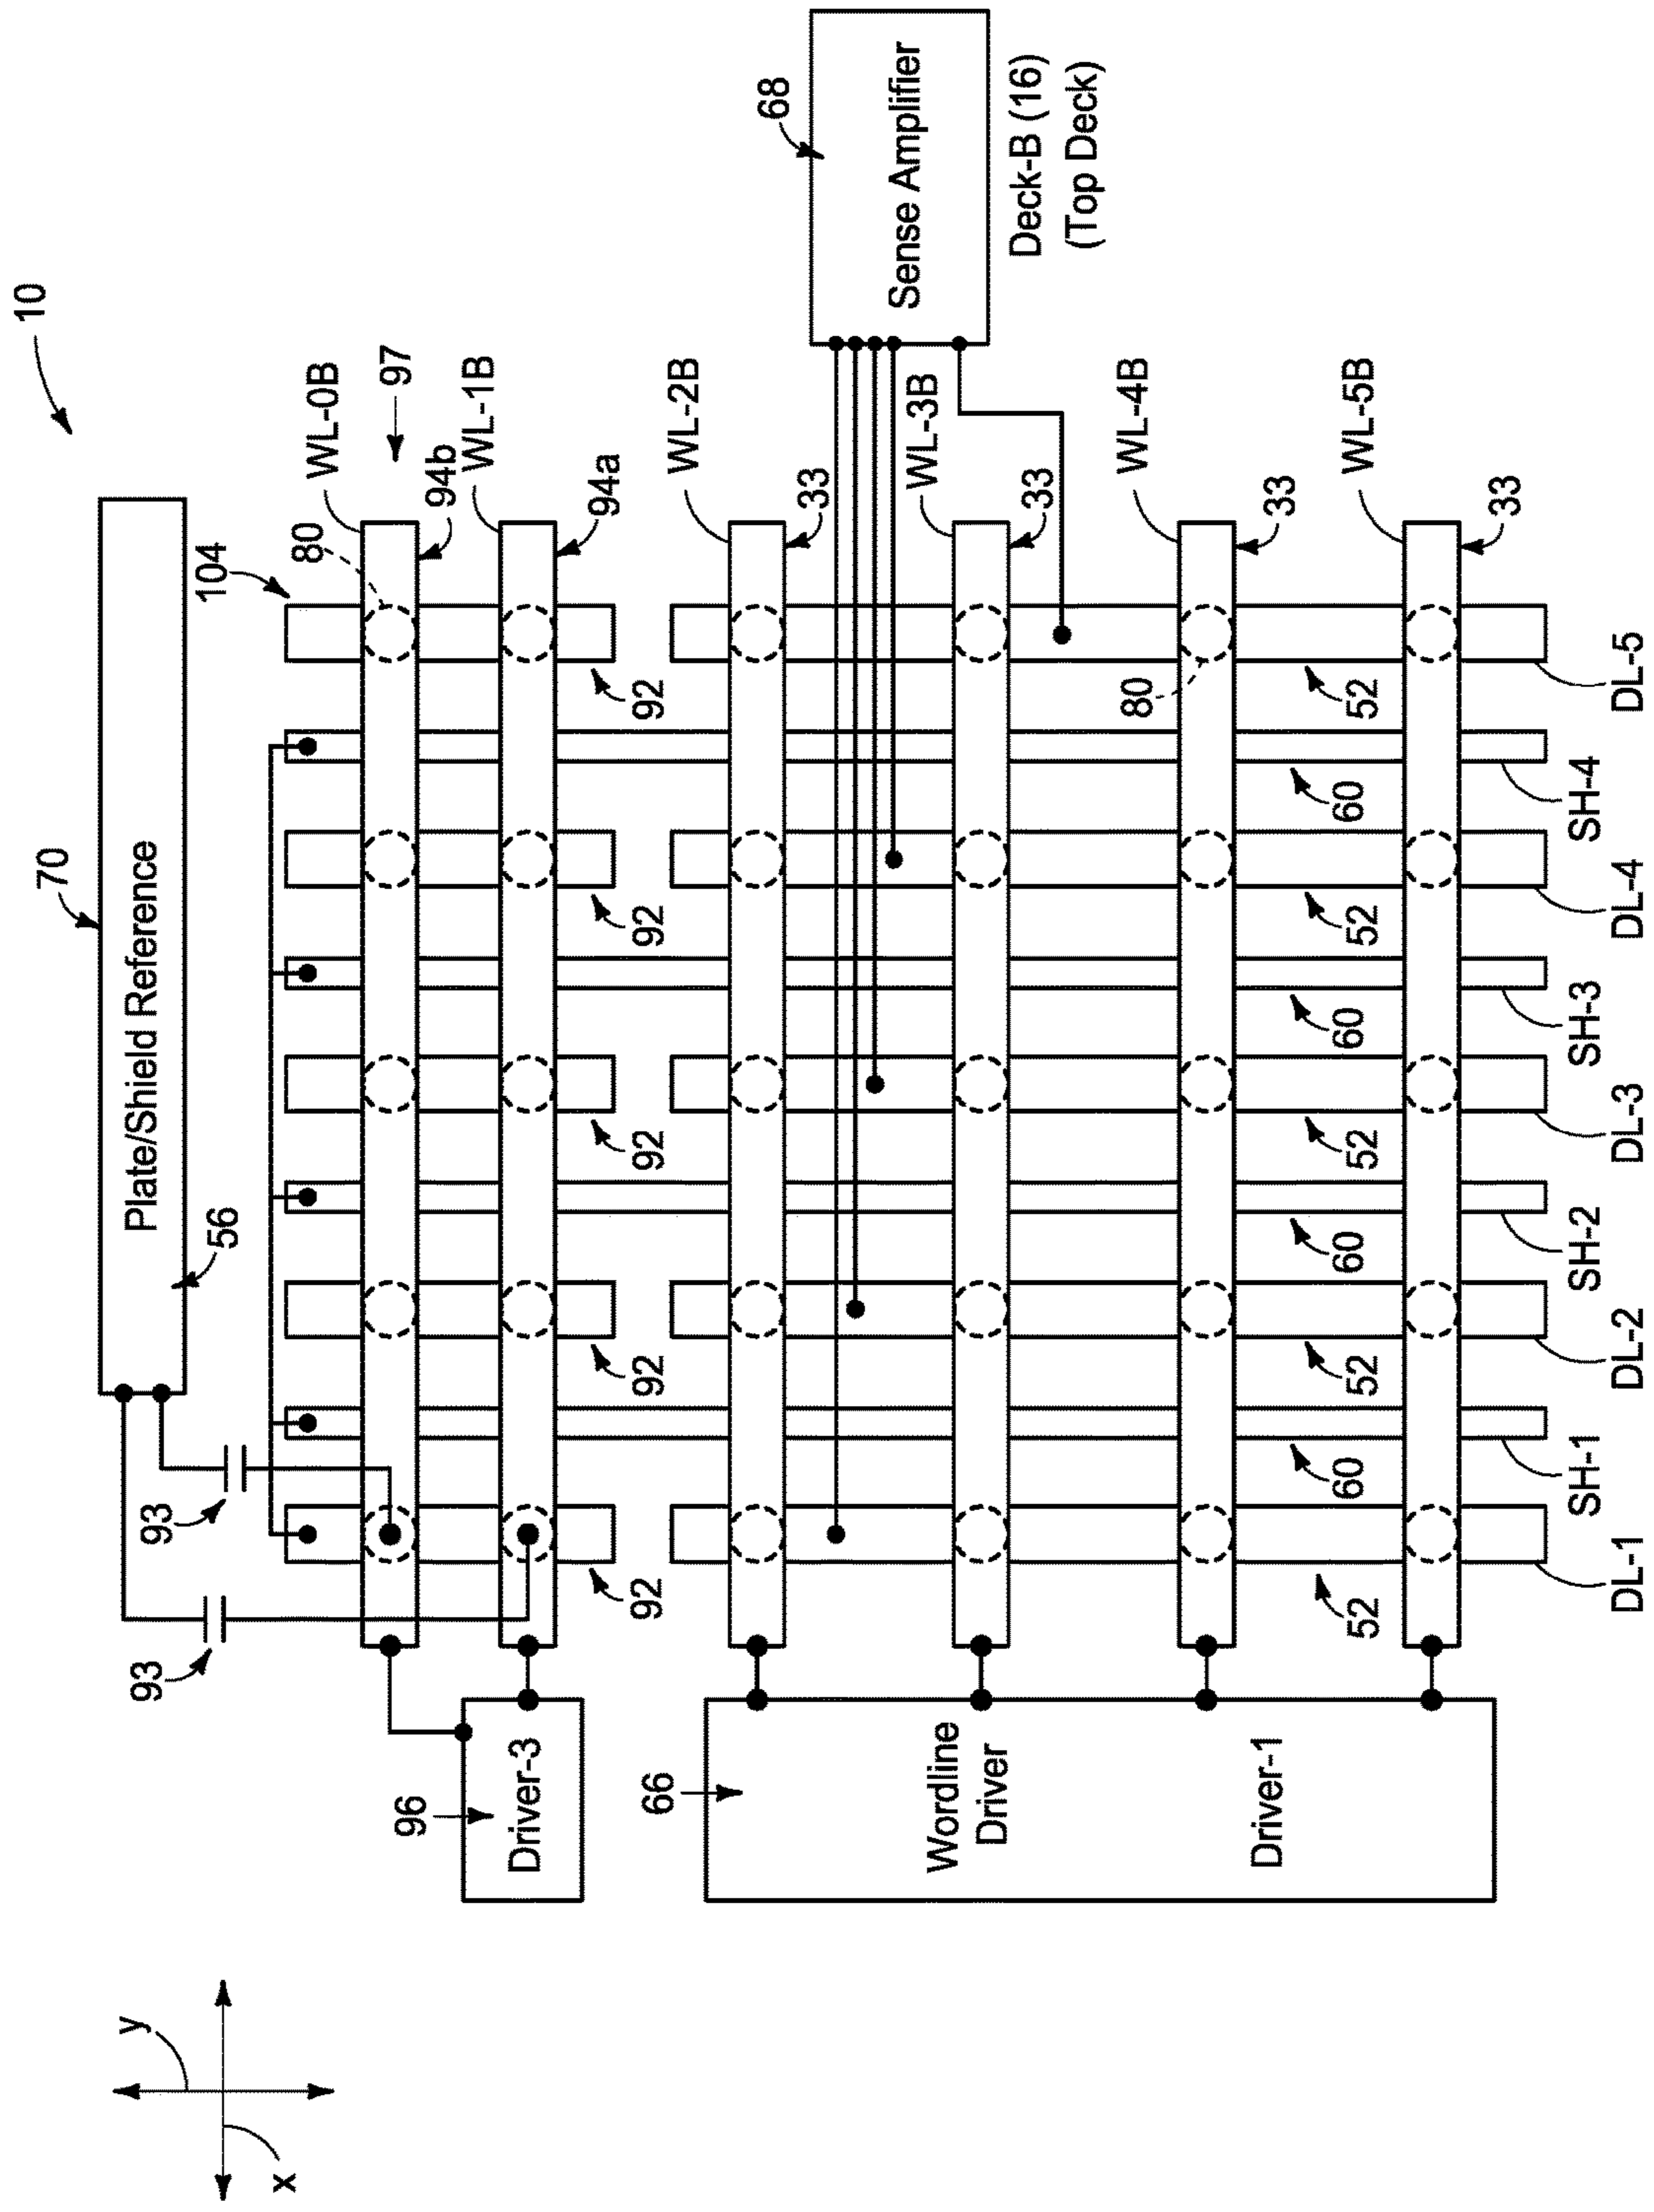 10
70
Plate/Shield Reference
56
93
93
104
80
WL-0B
97
94b
WL-1B
94a
WL-2B
33
WL-3B
33
WL-4B
33
WL-5B
33
68
Sense Amplifier
Deck-B (16)
(Top Deck)
92
92
92
92
92
80
96
Driver-3
66
Wordline
Driver
Driver-1
52
60
52
60
52
60
52
60
52
DL-1
SH-1
DL-2
SH-2
DL-3
SH-3
DL-4
SH-4
DL-5
y
x